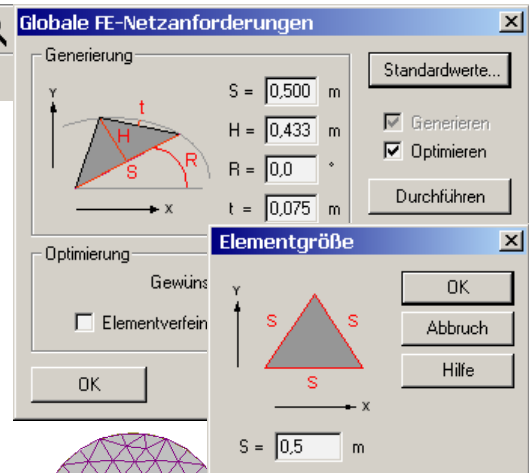 Globale FE-Netzanforderungen
Generierung
Y
t
H
S
R
X
S = 0,500 m
H = 0,433 m
R = 0,0 °
t = 0,075 m
Standardwerte...
Generieren
Optimieren
Durchführen
Optimierung
Gewüns
Elementverfein
OK
Elementgröße
Y
S S
S
X
S = 0,5 m
OK
Abbruch
Hilfe